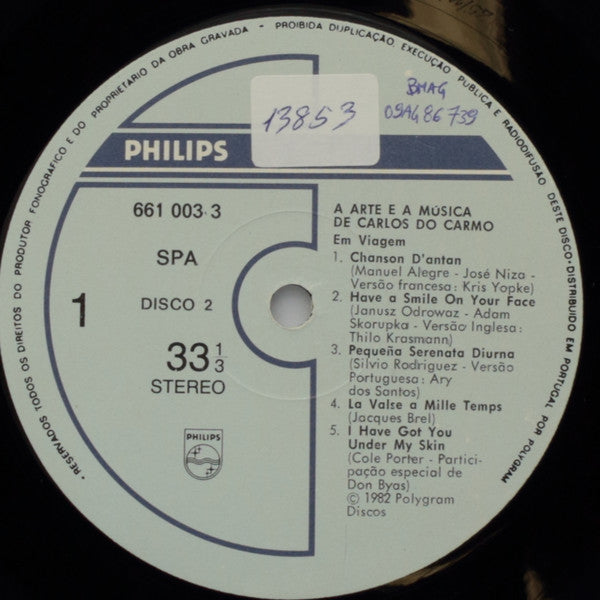 • RESERVADOS TODOS OS DIREITOS DO PRODUTOR FONOGRÁFICO E DO PROPRIETÁRIO DA OBRA GRAVADA - PROIBIDA DUPLICAÇÃO, EXECUÇÃO PUBLICA E RADIODIFUSÃO DESTE DISCO•DISTRIBUIDO EM PORTUGAL POR POLYGRAM
13853
BMAG
09AG86739
PHILIPS
661 003·3
SPA
1
DISCO 2
33 1/3
STEREO
PHILIPS
A ARTE E A MÚSICA
DE CARLOS DO CARMO
Em Viagem
1. Chanson D'antan
(Manuel Alegre - José Niza -
Versão francesa: Kris Yopke)
2. Have a Smile On Your Face
(Janusz Odrowaz - Adam
Skorupka - Versão Inglesa:
Thilo Krasmann)
3. Pequeña Serenata Diurna
(Silvio Rodriguez - Versão
Portuguesa: Ary
dos Santos)
4. La Valse a Mille Temps
(Jacques Brel)
5. I Have Got You
Under My Skin
(Cole Porter - Partici-
pação especial de
Don Byas)
© 1982 Polygram
Discos